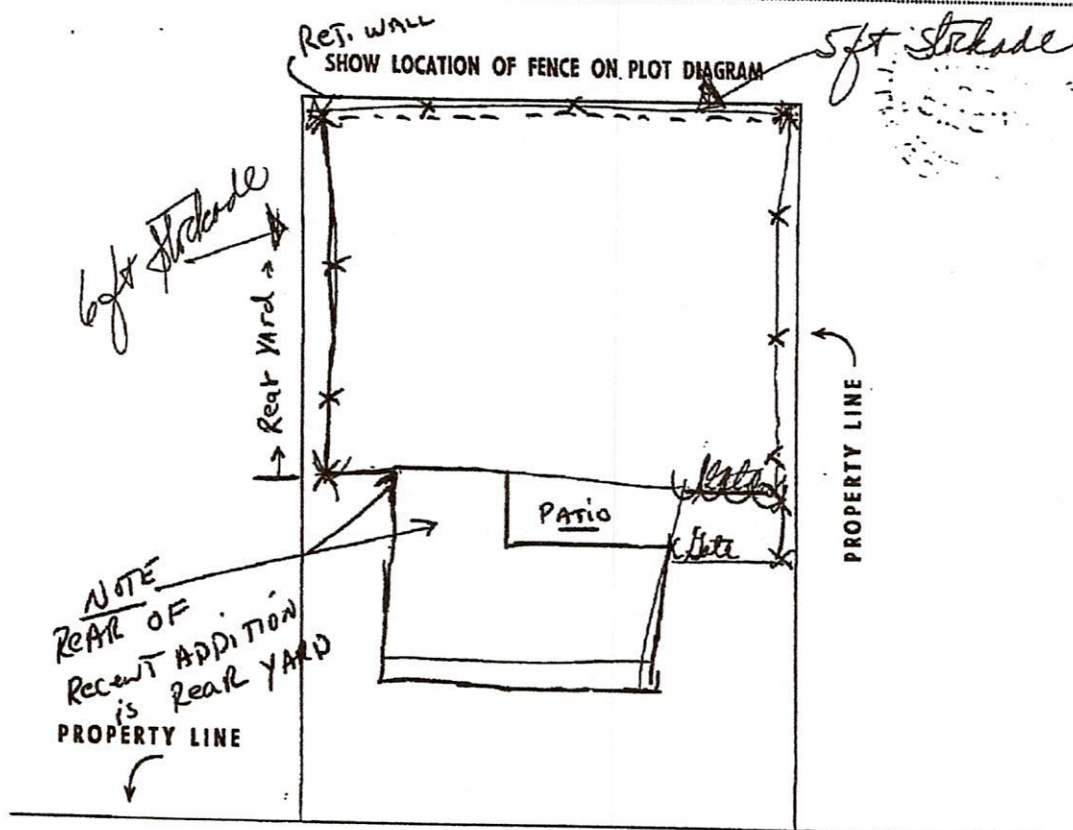 Ret. WALL
5ft Stockade
SHOW LOCATION OF FENCE ON PLOT DIAGRAM
6ft Stockade
→ Rear YArd →
PROPERTY LINE
PATIO
Gate
NOTE
ReAR OF
Recent ADDITION
is Rear YARD
PROPERTY LINE